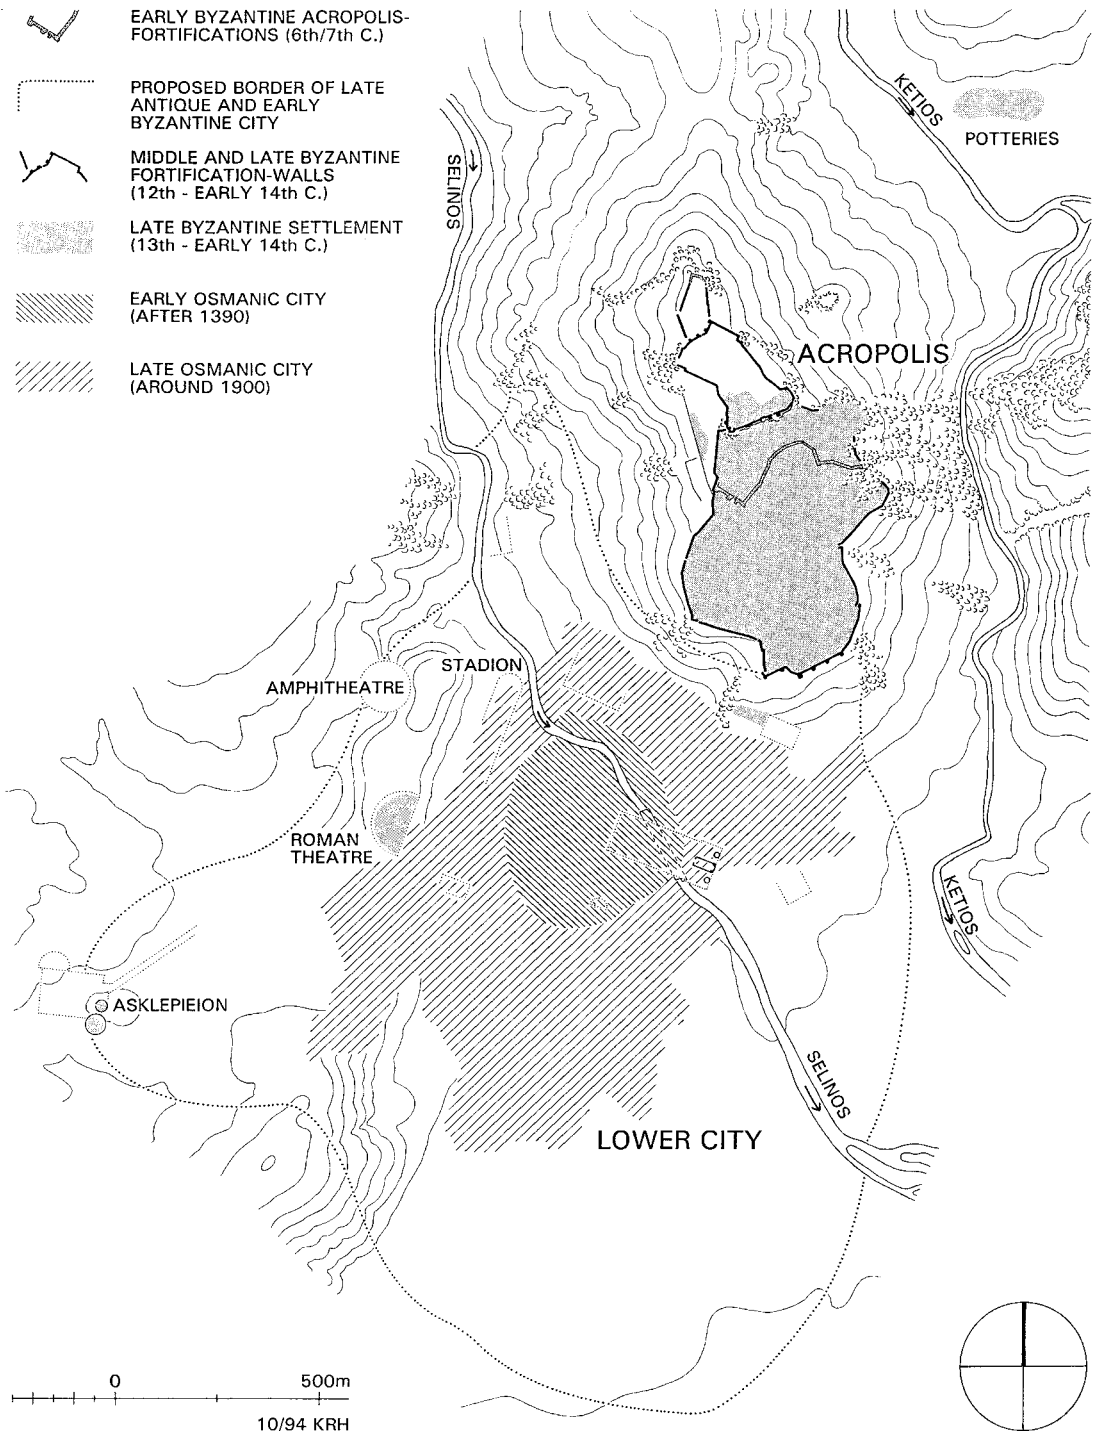 EARLY BYZANTINE ACROPOLIS-
FORTIFICATIONS (6th/7th C.)
PROPOSED BORDER OF LATE
ANTIQUE AND EARLY
BYZANTINE CITY
MIDDLE AND LATE BYZANTINE
FORTIFICATION-WALLS
(12th - EARLY 14th C.)
LATE BYZANTINE SETTLEMENT
(13th - EARLY 14th C.)
EARLY OSMANIC CITY
(AFTER 1390)
LATE OSMANIC CITY
(AROUND 1900)
KETIOS
POTTERIES
SELINOS
ACROPOLIS
STADION
AMPHITHEATRE
ROMAN
THEATRE
KETIOS
ASKLEPIEION
SELINOS
LOWER CITY
0 500m
10/94 KRH